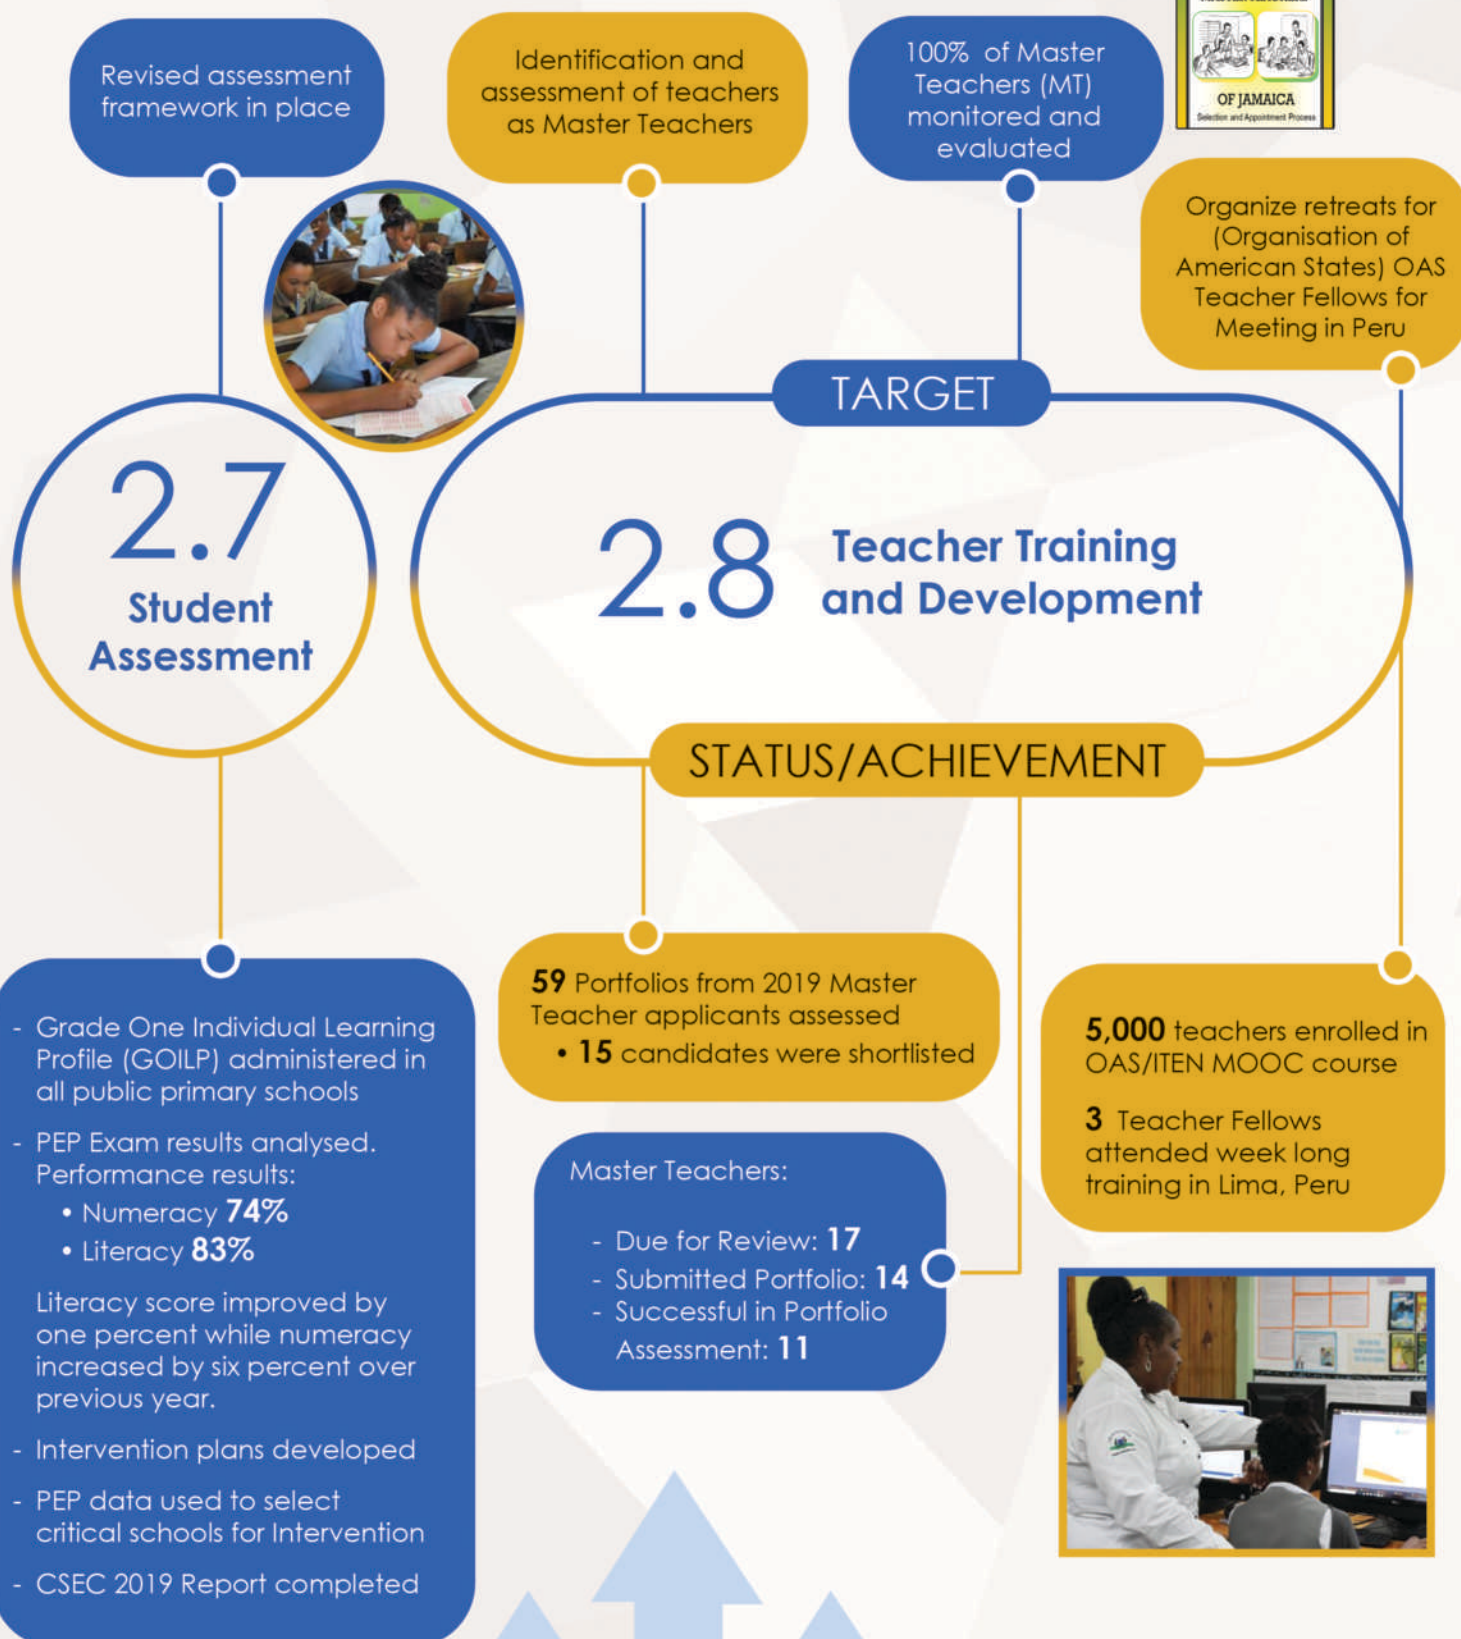 Revised assessment
framework in place
Identification and
assessment of teachers
as Master Teachers
100% of Master
Teachers (MT)
monitored and
evaluated
OF JAMAICA
Selection and Appointment Process
Organize retreats for
(Organisation of
American States) OAS
Teacher Fellows for
Meeting in Peru
TARGET
2.7
Student
Assessment
2.8
Teacher Training
and Development
STATUS/ACHIEVEMENT
- Grade One Individual Learning
Profile (GOILP) administered in
all public primary schools
- PEP Exam results analysed.
Performance results:
• Numeracy 74%
• Literacy 83%
Literacy score improved by
one percent while numeracy
increased by six percent over
previous year.
- Intervention plans developed
- PEP data used to select
critical schools for Intervention
- CSEC 2019 Report completed
59 Portfolios from 2019 Master
Teacher applicants assessed
• 15 candidates were shortlisted
Master Teachers:
- Due for Review: 17
- Submitted Portfolio: 14
- Successful in Portfolio
Assessment: 11
5,000 teachers enrolled in
OAS/ITEN MOOC course
3 Teacher Fellows
attended week long
training in Lima, Peru